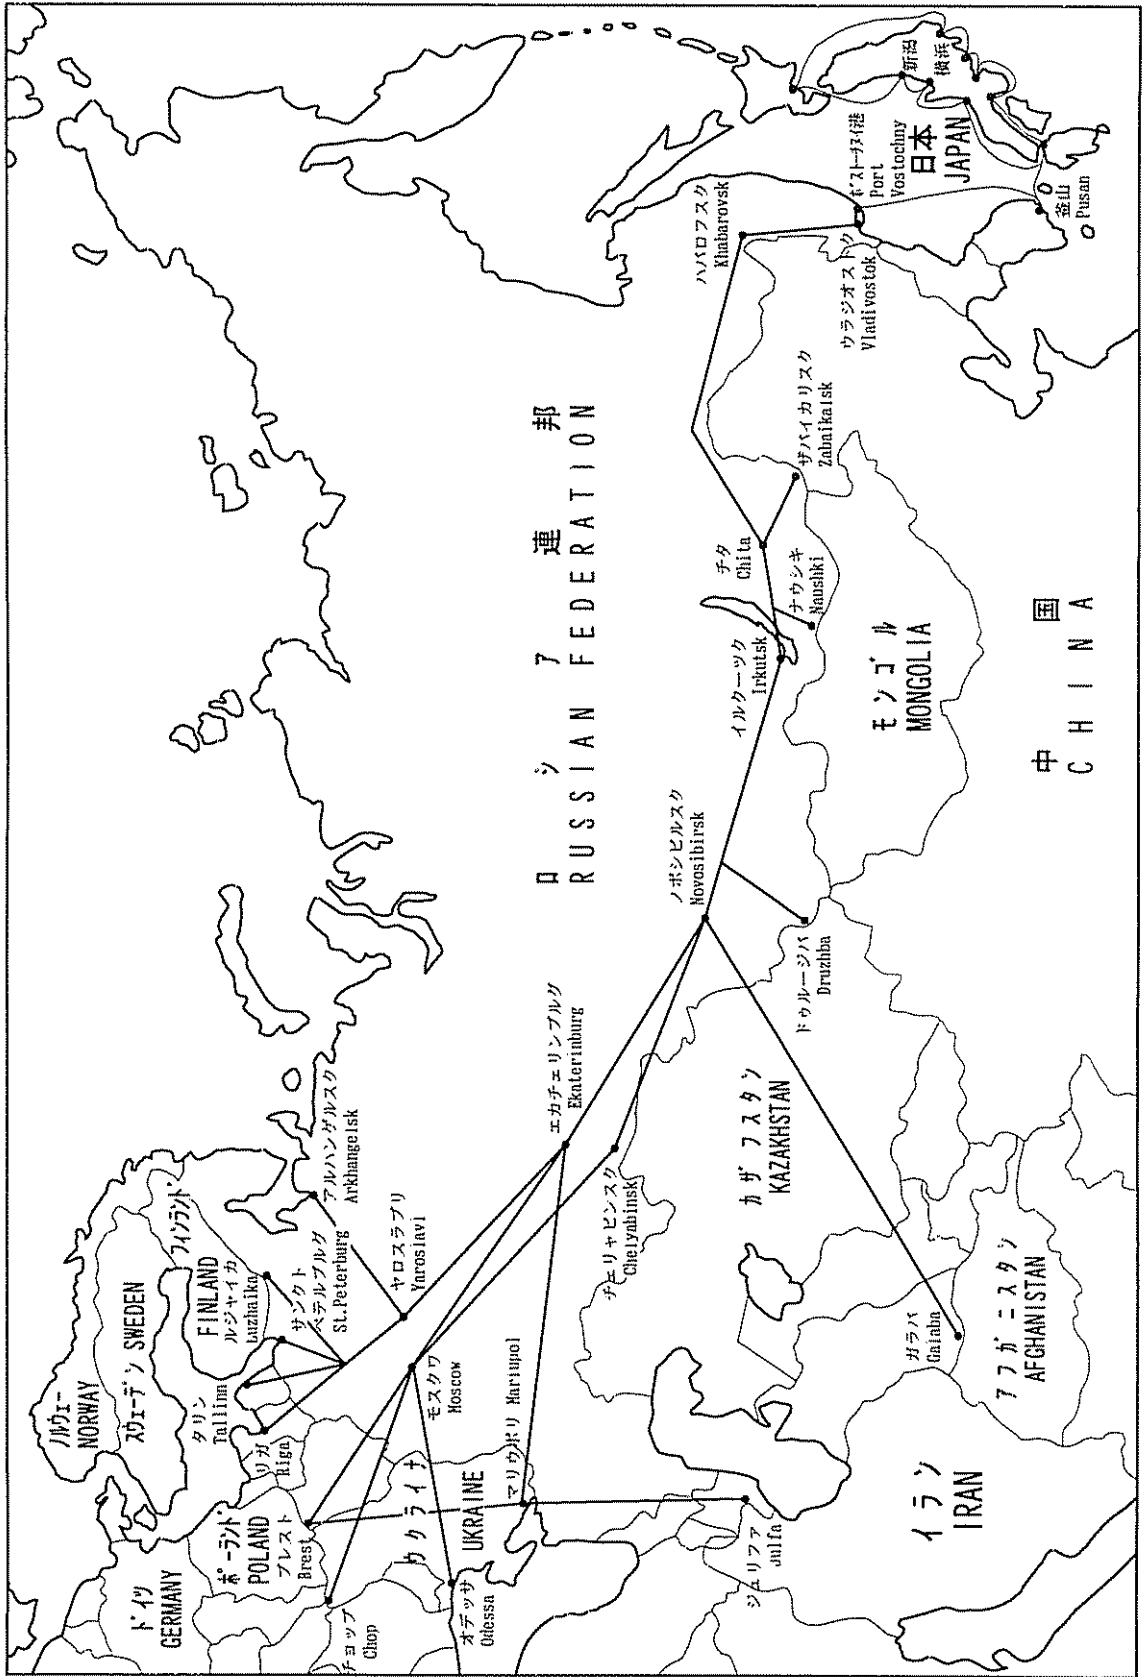 ロシア連邦
RUSSIAN FEDERATION
ノルウェー
NORWAY
スウェーデン SWEDEN
フィンランド
FINLAND
ルジャイカ
Luzhaika
サンクト
ペテルブルグ
St.Peterburg
アルハンゲルスク
Arkhangelsk
タリン
Tallinn
リガ
Riga
ドイツ
GERMANY
ポーランド
POLAND
ブレスト
Brest
チョップ
Chop
ヤロスラブリ
Yaroslavl
モスクワ
Moscow
ウクライナ
UKRAINE
オデッサ
Odessa
マリウポリ Mariupol
エカチェリンブルグ
Ekaterinburg
チェリャビンスク
Chelyabinsk
ノボシビルスク
Novosibirsk
イルクーツク
Irkutsk
チタ
Chita
ナウシキ
Naushki
ザバイカリスク
Zabaikalsk
ハバロフスク
Khabarovsk
ウラジオストク
Vladivostok
ボストーチヌイ港
Port
Vostochny
日本
JAPAN
新潟
横浜
釜山
Pusan
ドゥルージバ
Druzhba
カザフスタン
KAZAKHSTAN
モンゴル
MONGOLIA
中国
CHINA
ジュリファ
Julfa
ガラバ
Galaba
アフガニスタン
AFGHANISTAN
イラン
IRAN